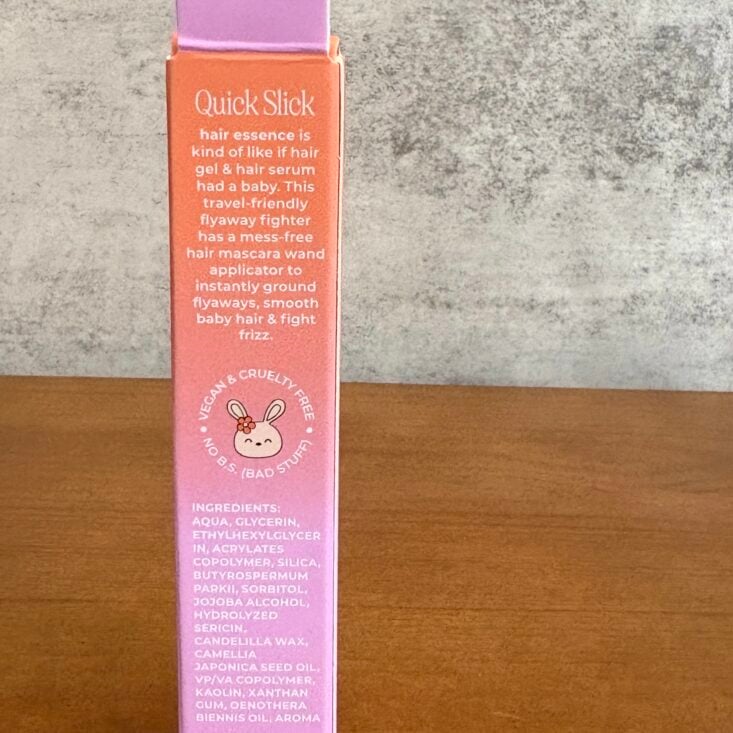 Quick Slick
hair essence is
kind of like if hair
gel & hair serum
had a baby. This
travel-friendly
flyaway fighter
has a mess-free
hair mascara wand
applicator to
instantly ground
flyaways, smooth
baby hair & fight
frizz.
• VEGAN & CRUELTY FREE •
NO B.S. (BAD STUFF)
INGREDIENTS:
AQUA, GLYCERIN,
ETHYLHEXYLGLYCER
IN, ACRYLATES
COPOLYMER, SILICA,
BUTYROSPERMUM
PARKII, SORBITOL,
JOJOBA ALCOHOL,
HYDROLYZED
SERICIN,
CANDELILLA WAX,
CAMELLIA
JAPONICA SEED OIL,
VP/VA COPOLYMER,
KAOLIN, XANTHAN
GUM, OENOTHERA
BIENNIS OIL, AROMA